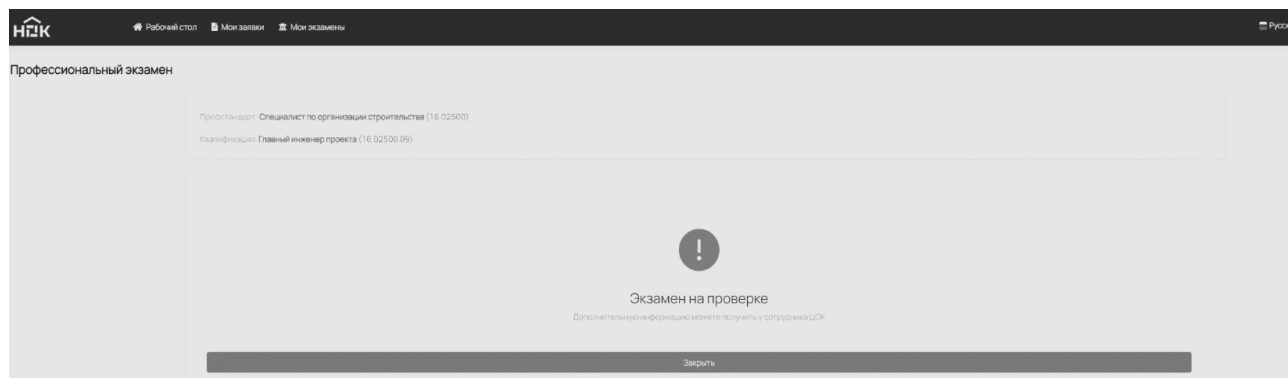 НОК Рабочий стол Мои заявки Мои экзамены Русск
Профессиональный экзамен
Профстандарт: Специалист по организации строительства (16.02500)
Квалификация: Главный инженер проекта (16.02500.09)
!
Экзамен на проверке
Дополнительную информацию можете получить у сотрудника ЦОК
Закрыть